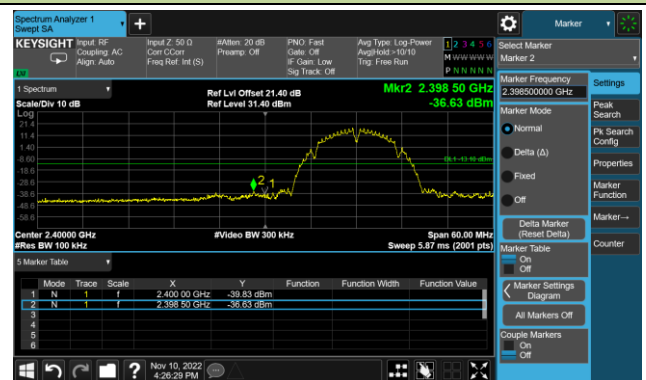 Spectrum Analyzer 1
Swept SA
+
Marker
KEYSIGHT
Input: RF
Coupling: AC
Align: Auto
Input Z: 50 Ω
Corr CCorr
Freq Ref: Int (S)
#Atten: 20 dB
Preamp: Off
PNO: Fast
Gate: Off
IF Gain: Low
Sig Track: Off
Avg Type: Log-Power
Avg|Hold:>10/10
Trig: Free Run
1 2 3 4 5 6
M W W W W W
P N N N N N
LM
Select Marker
Marker 2
1 Spectrum
Ref Lvl Offset 21.40 dB
Mkr2 2.398 50 GHz
Scale/Div 10 dB
Ref Level 31.40 dBm
-36.63 dBm
Log
21.4
11.4
1.40
-8.60
DL1 -13.10 dBm
-18.6
-28.6
2 1
-38.6
-48.6
-58.6
Center 2.40000 GHz
#Video BW 300 kHz
Span 60.00 MHz
#Res BW 100 kHz
Sweep 5.87 ms (2001 pts)
5 Marker Table
Mode Trace Scale X Y Function Function Width Function Value
1 N 1 f 2.400 00 GHz -39.83 dBm
2 N 1 f 2.398 50 GHz -36.63 dBm
3
4
5
6
Marker Frequency
2.398500000 GHz
Marker Mode
Normal
Delta (Δ)
Fixed
Off
Delta Marker
(Reset Delta)
Marker Table
On
Off
Marker Settings
Diagram
All Markers Off
Couple Markers
On
Off
Settings
Peak
Search
Pk Search
Config
Properties
Marker
Function
Marker→
Counter
?
Nov 10, 2022
4:26:29 PM